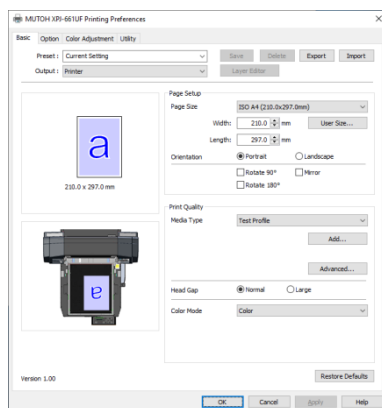 MUTOH XPJ-661UF Printing Preferences
Basic Option Color Adjustment Utility
Preset : Current Setting Save Delete Export Import
Output : Printer Layer Editor
Page Setup
Page Size ISO A4 (210.0x297.0mm)
Width: 210.0 mm User Size...
Length: 297.0 mm
Orientation Portrait Landscape
Rotate 90° Mirror
Rotate 180°
a
210.0 x 297.0 mm
Print Quality
Media Type Test Profile
Add...
Advanced...
Head Gap Normal Large
Color Mode Color
a
Version 1.00
Restore Defaults
OK Cancel Apply Help